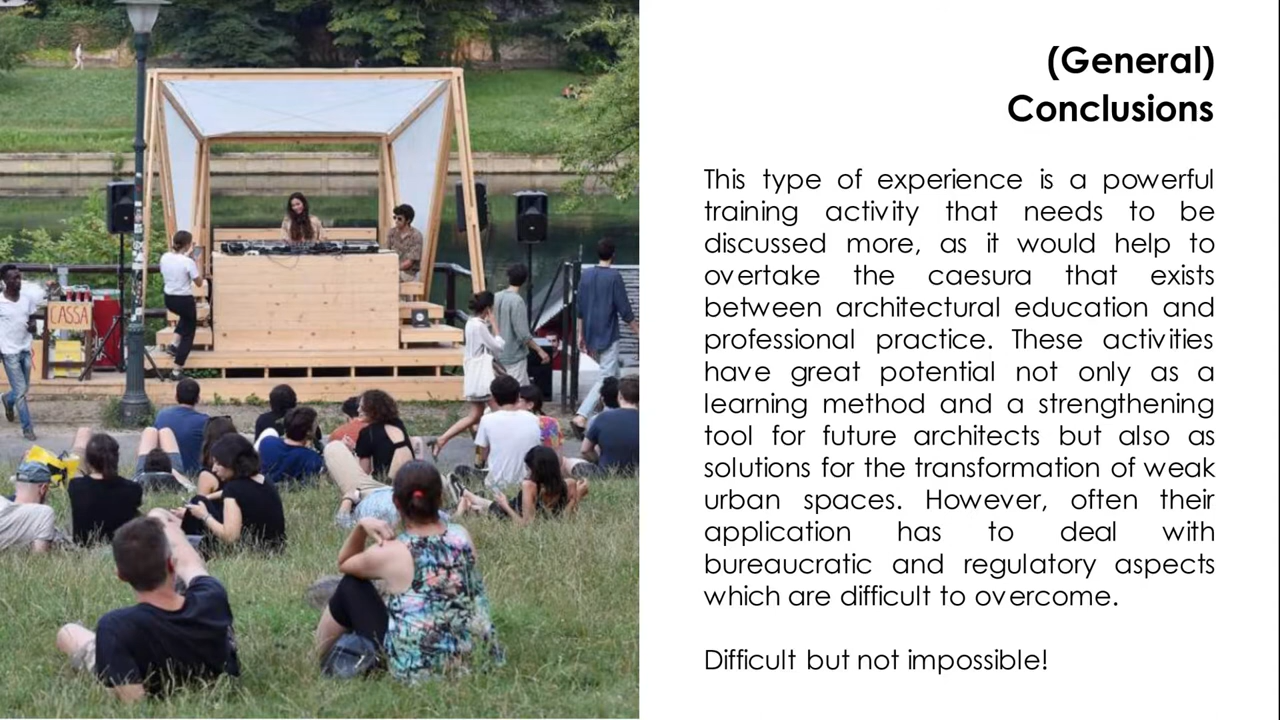 CASSA
(General)
Conclusions
This type of experience is a powerful
training activity that needs to be
discussed more, as it would help to
overtake the caesura that exists
between architectural education and
professional practice. These activities
have great potential not only as a
learning method and a strengthening
tool for future architects but also as
solutions for the transformation of weak
urban spaces. However, often their
application has to deal with
bureaucratic and regulatory aspects
which are difficult to overcome.
Difficult but not impossible!